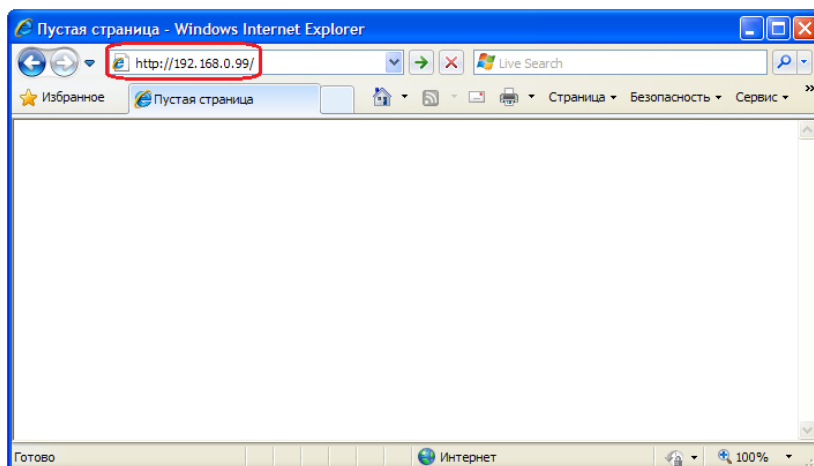 Пустая страница - Windows Internet Explorer
http://192.168.0.99/
Live Search
Избранное
Пустая страница
Страница
Безопасность
Сервис
»
Готово
Интернет
100%